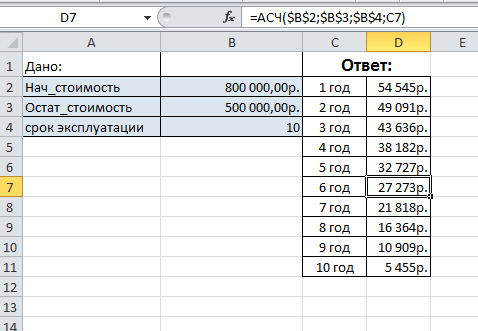 D7 fx =АСЧ($B$2;$B$3;$B$4;C7)
A B C D E
1 Дано: Ответ:
2 Нач_стоимость 800 000,00р. 1 год 54 545р.
3 Остат_стоимость 500 000,00р. 2 год 49 091р.
4 срок эксплуатации 10 3 год 43 636р.
5 4 год 38 182р.
6 5 год 32 727р.
7 6 год 27 273р.
8 7 год 21 818р.
9 8 год 16 364р.
10 9 год 10 909р.
11 10 год 5 455р.
12
13
14